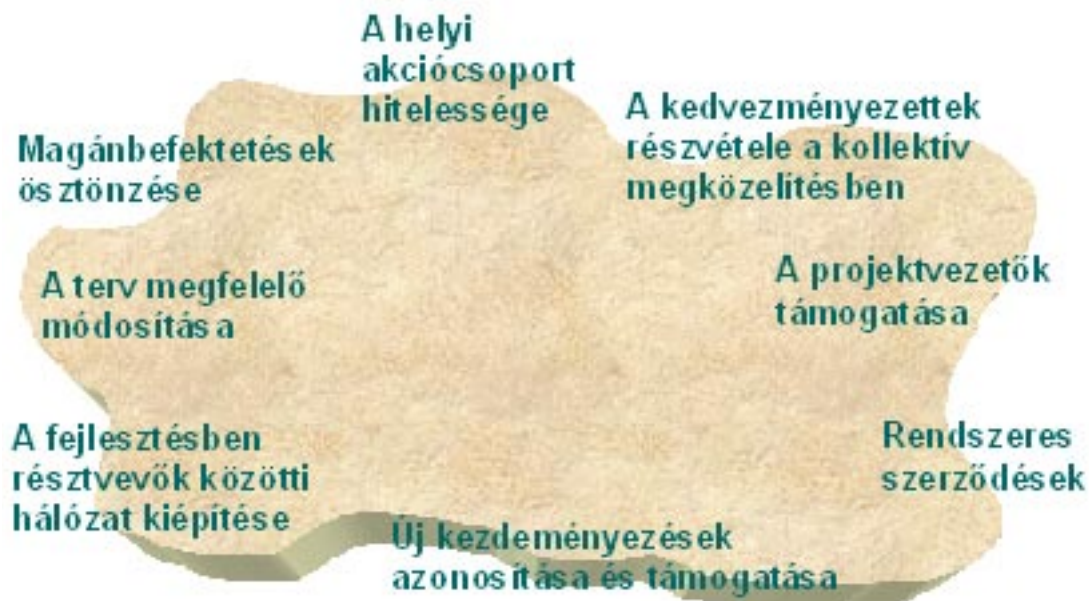 A helyi
akciócsoport
hitelessége
A kedvezményezettek
részvétele a kollektív
megközelítésben
Magánbefektetések
ösztönzése
A terv megfelelő
módosítása
A projektvezetők
támogatása
A fejlesztésben
résztvevők közötti
hálózat kiépítése
Rendszeres
szerződések
Új kezdeményezések
azonosítása és támogatása